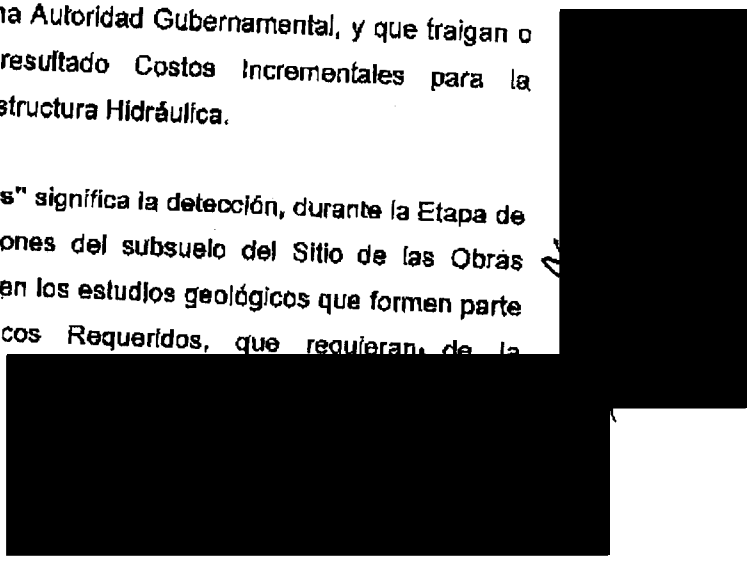 na Autoridad Gubernamental, y que traigan o
resultado Costos Incrementales para la
structura Hidráulica.
s" significa la detección, durante la Etapa de
ones del subsuelo del Sitio de las Obras
en los estudios geológicos que formen parte
cos Requeridos, que requieran de la